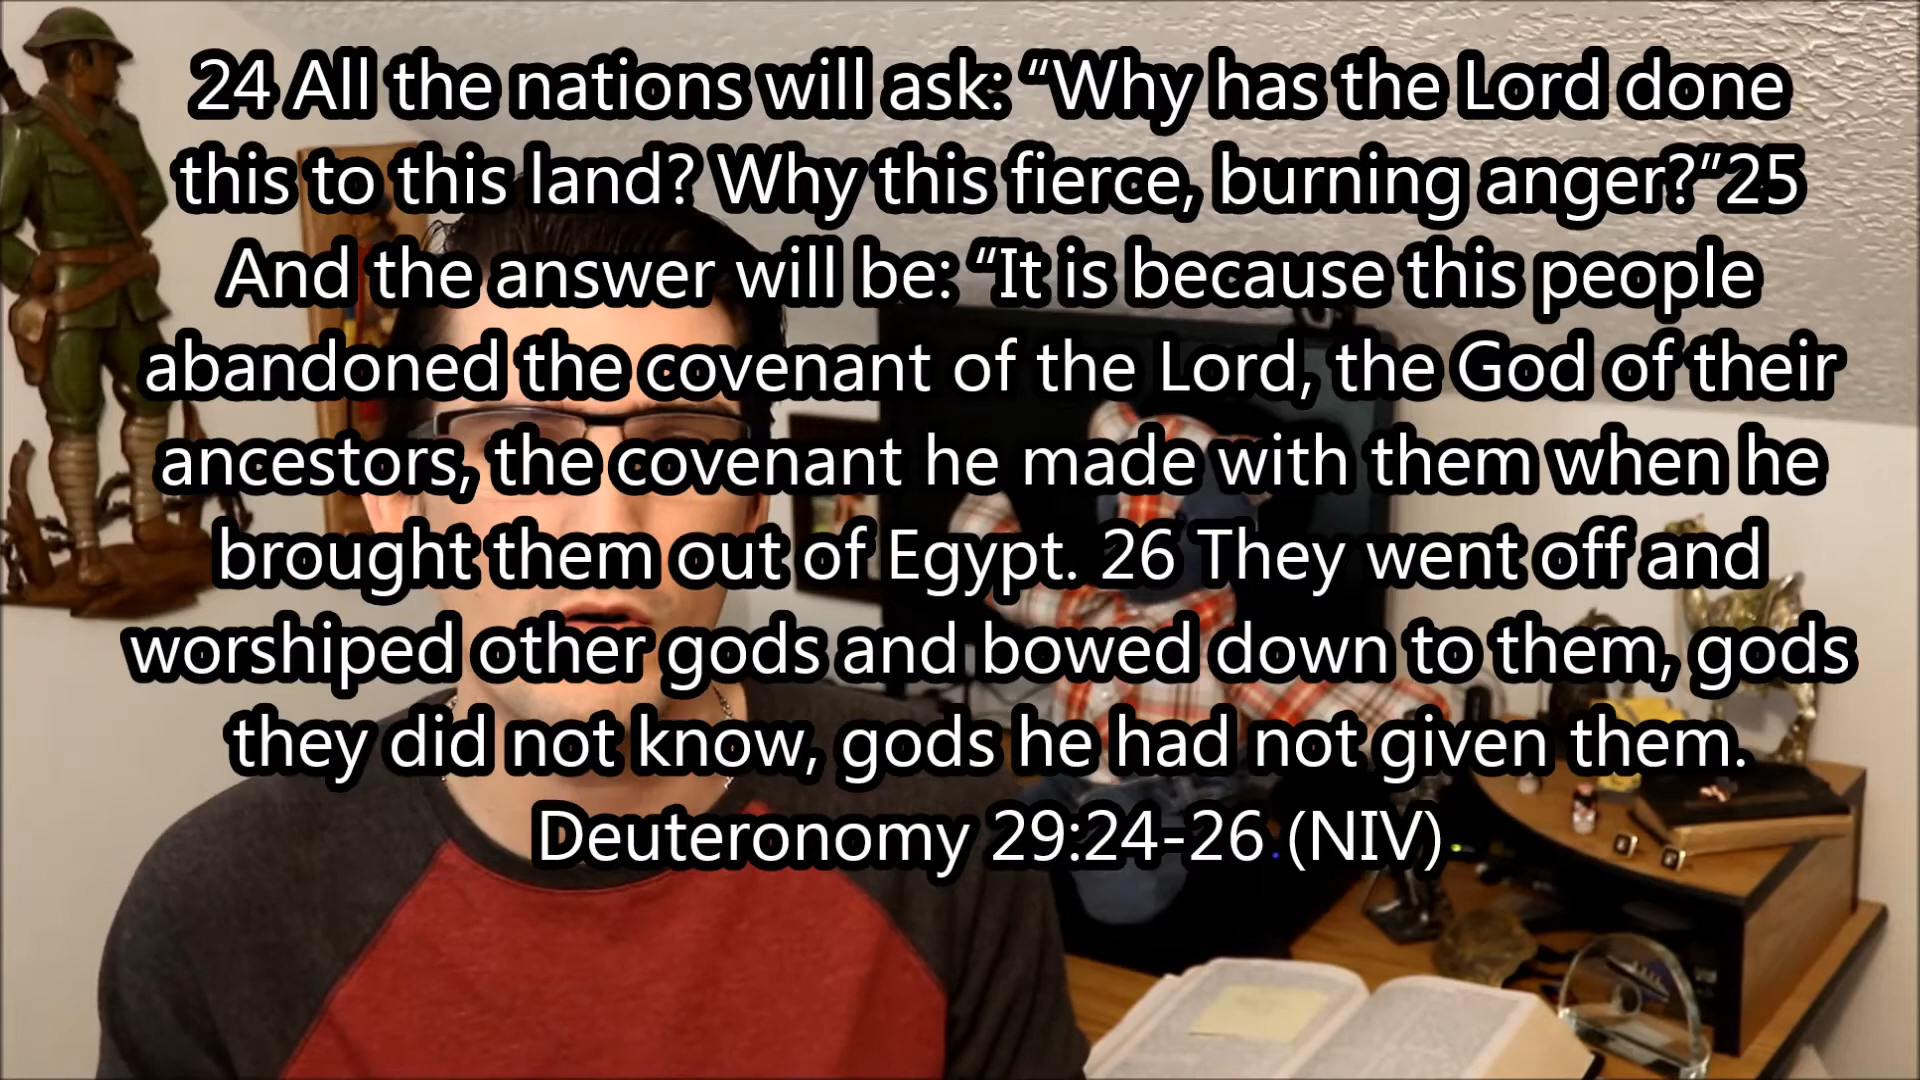 24 All the nations will ask: “Why has the Lord done
this to this land? Why this fierce, burning anger?”25
And the answer will be: “It is because this people
abandoned the covenant of the Lord, the God of their
ancestors, the covenant he made with them when he
brought them out of Egypt. 26 They went off and
worshiped other gods and bowed down to them, gods
they did not know, gods he had not given them.
Deuteronomy 29:24-26 (NIV)